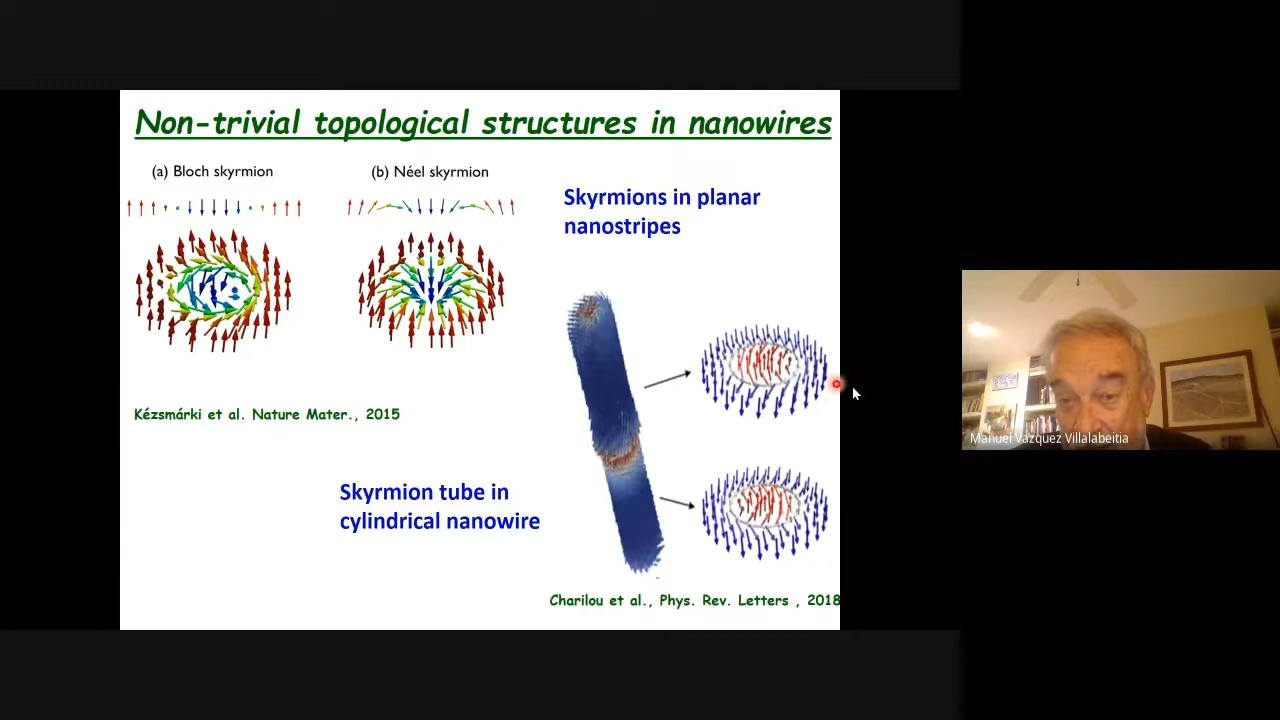 Non-trivial topological structures in nanowires
(a) Bloch skyrmion
(b) Néel skyrmion
Skyrmions in planar
nanostripes
Kézsmárki et al. Nature Mater., 2015
Skyrmion tube in
cylindrical nanowire
Charilou et al., Phys. Rev. Letters , 2018
Manuel Vazquez Villalabeitia